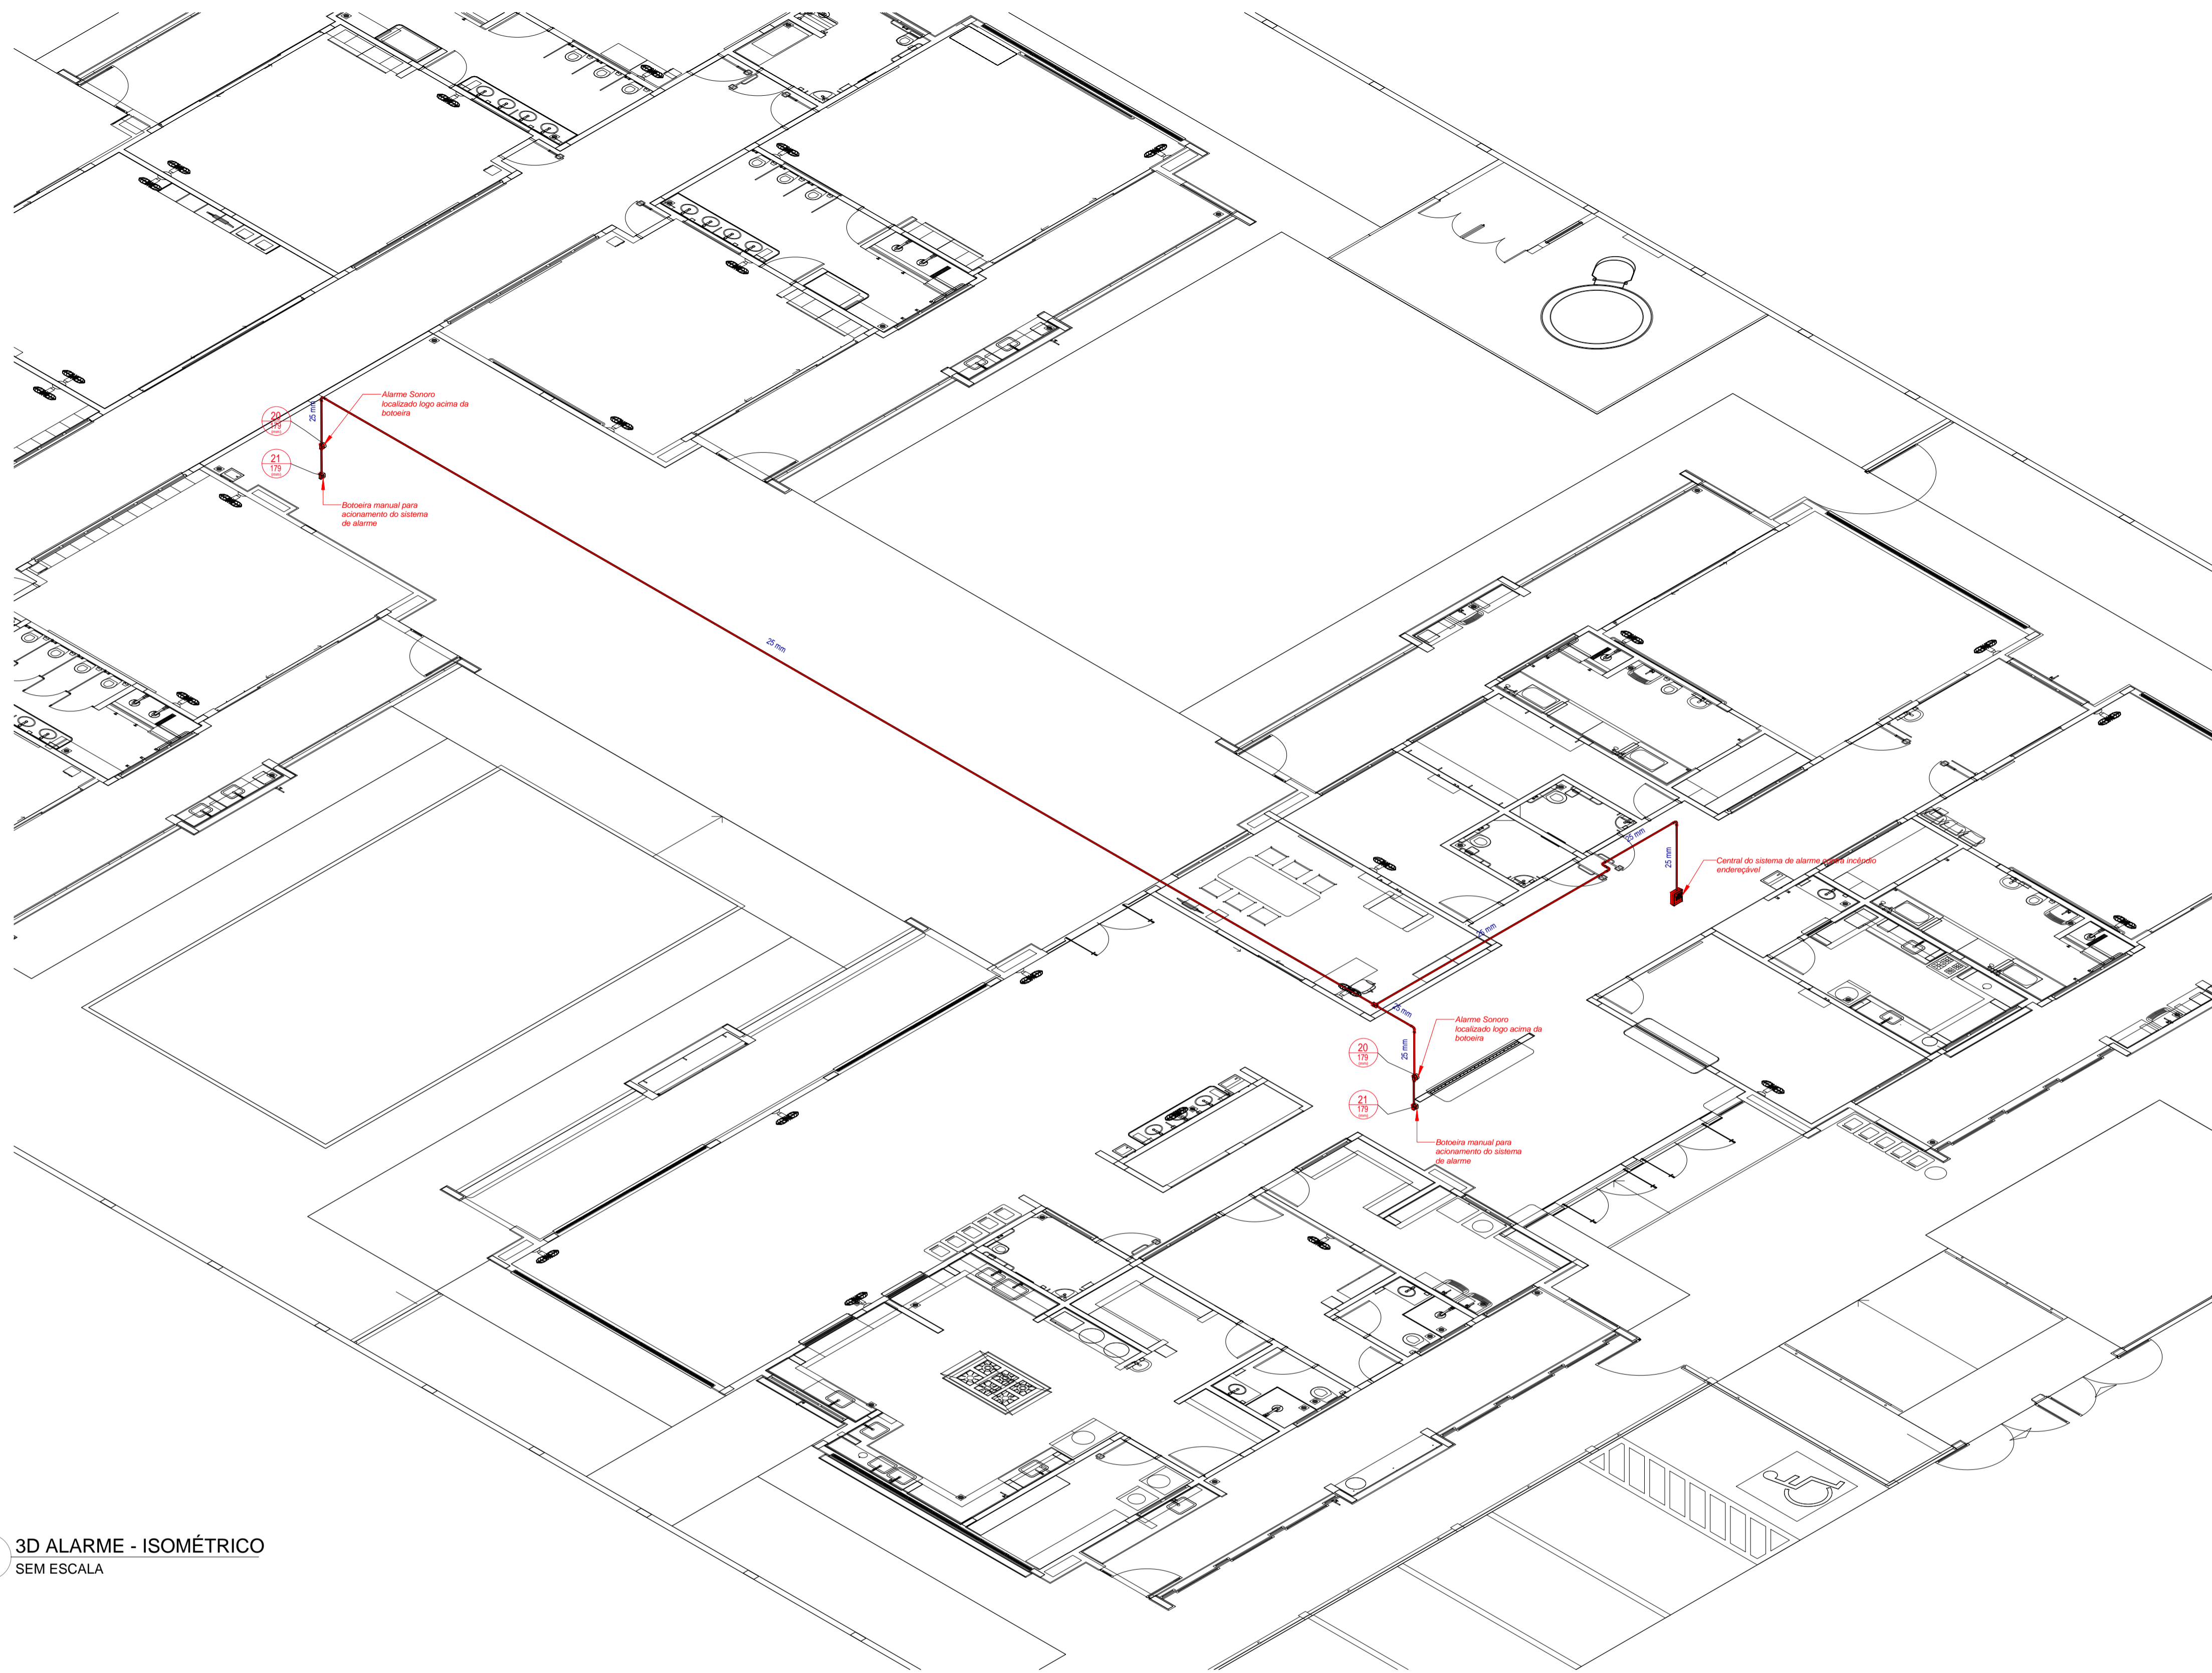 Alarme Sonoro
localizado logo acima da
botoeira
25 mm
20
179
21
179
Botoeira manual para
acionamento do sistema
de alarme
25 mm
25 mm
25 mm
Central do sistema de alarme contra incêndio
endereçável
25 mm
25 mm
Alarme Sonoro
localizado logo acima da
botoeira
25 mm
20
179
21
179
Botoeira manual para
acionamento do sistema
de alarme
3D ALARME - ISOMÉTRICO
SEM ESCALA